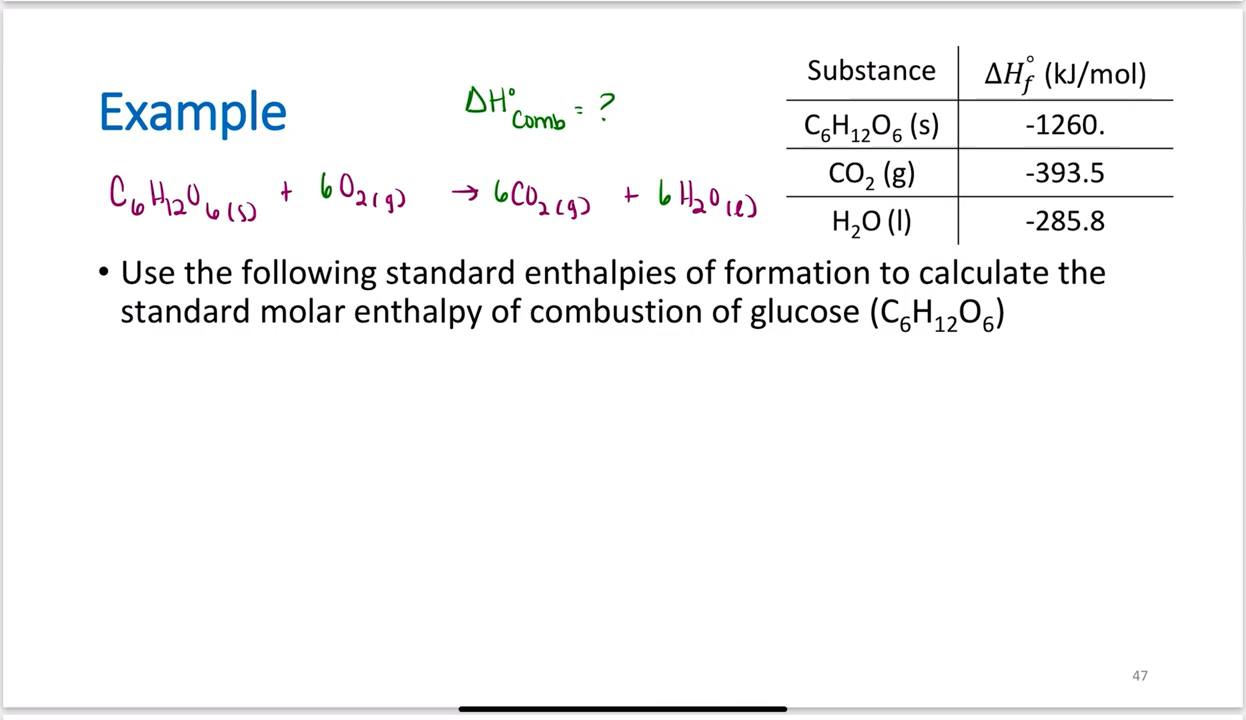 Example
ΔH°comb = ?
C₆H₁₂O₆(s) + 6O₂(g) → 6CO₂(g) + 6H₂O(l)
Substance ΔH°f (kJ/mol)
C₆H₁₂O₆ (s) -1260.
CO₂ (g) -393.5
H₂O (l) -285.8
• Use the following standard enthalpies of formation to calculate the
standard molar enthalpy of combustion of glucose (C₆H₁₂O₆)
47